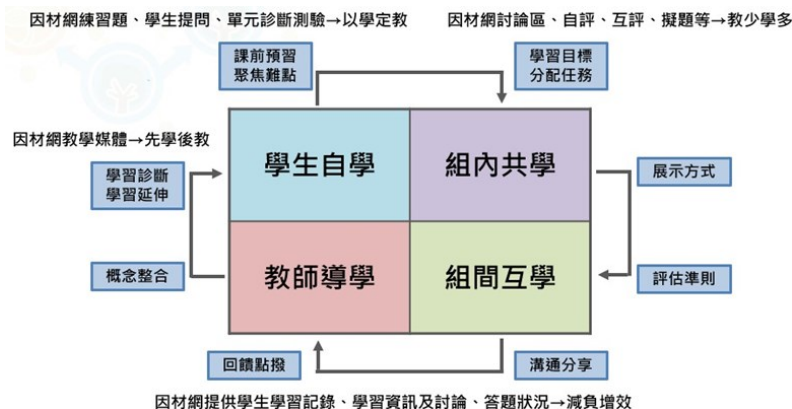 因材網練習題、學生提問、單元診斷測驗→以學定教
因材網討論區、自評、互評、擬題等→教少學多
課前預習
聚焦難點
學習目標
分配任務
因材網教學媒體→先學後教
學習診斷
學習延伸
學生自學
組內共學
展示方式
概念整合
教師導學
組間互學
評估準則
回饋點撥
溝通分享
因材網提供學生學習記錄、學習資訊及討論、答題狀況→減負增效